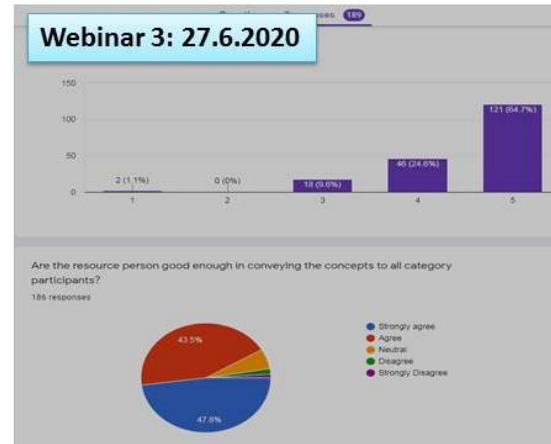 Webinar 3: 27.6.2020
189
150
100
50
0
2 (1.1%)
0 (0%)
18 (9.6%)
46 (24.6%)
121 (64.7%)
1 2 3 4 5
Are the resource person good enough in conveying the concepts to all category
participants?
186 responses
43.5%
47.8%
Strongly agree
Agree
Neutral
Disagree
Strongly Disagree